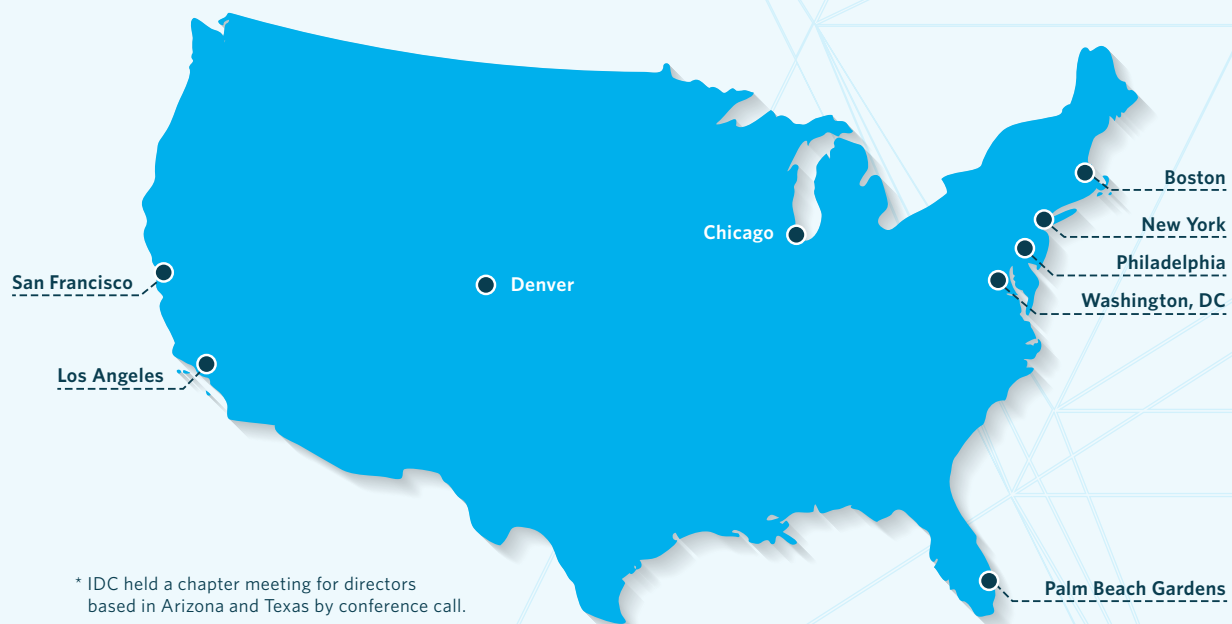 Boston
New York
Chicago
Philadelphia
San Francisco
Denver
Washington, DC
Los Angeles
* IDC held a chapter meeting for directors
based in Arizona and Texas by conference call.
Palm Beach Gardens